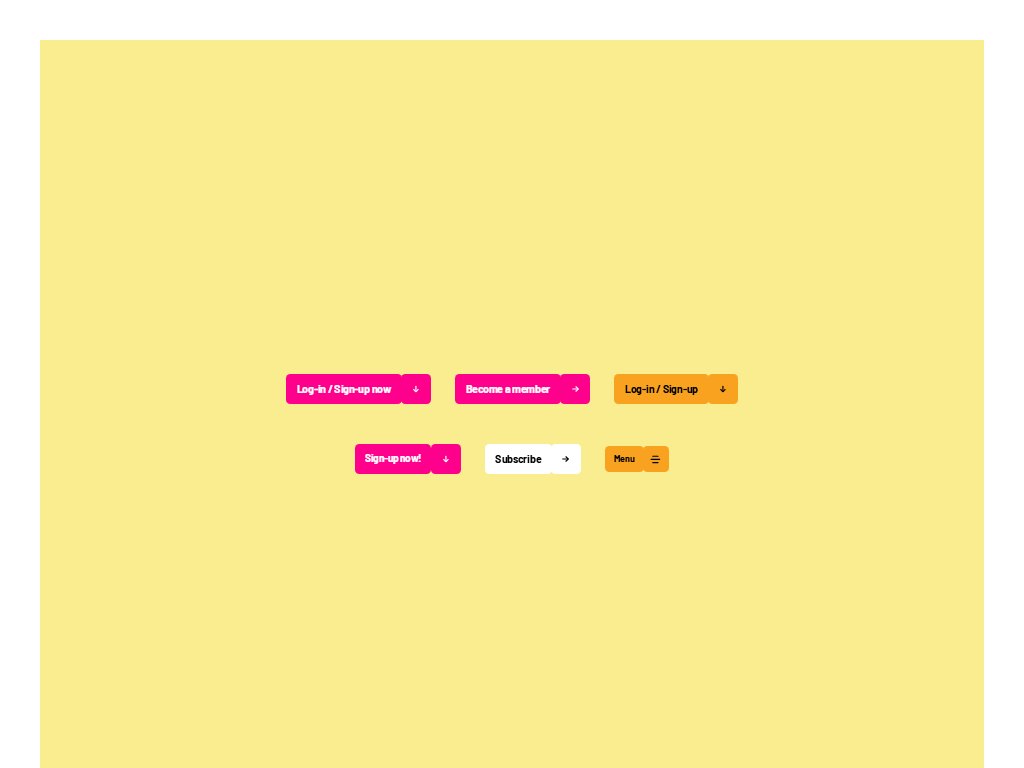 Log-in / Sign-up now
Become a member
Log-in / Sign-up
Sign-up now!
Subscribe
Menu